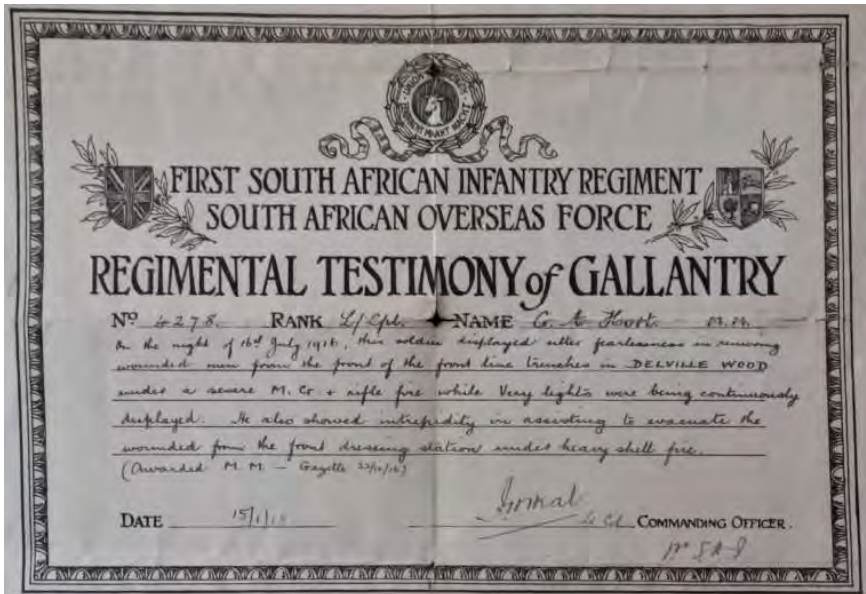 UNION
FIRST SOUTH AFRICAN INFANTRY REGIMENT
SOUTH AFRICAN OVERSEAS FORCE
REGIMENTAL TESTIMONY of GALLANTRY
No 4278. RANK L/Cpl. NAME M.M.
On the night of 16th July 1916, this soldier displayed utter fearlessness in removing
wounded men from the front of the front line trenches in DELVILLE WOOD
under a severe M. G. + rifle fire while Very lights were being continuously
displayed. He also showed intrepidity in assisting to evacuate the
wounded from the front dressing station under heavy shell fire.
(Awarded M. M. – Gazette
DATE 15/1/18 Lt Col COMMANDING OFFICER.